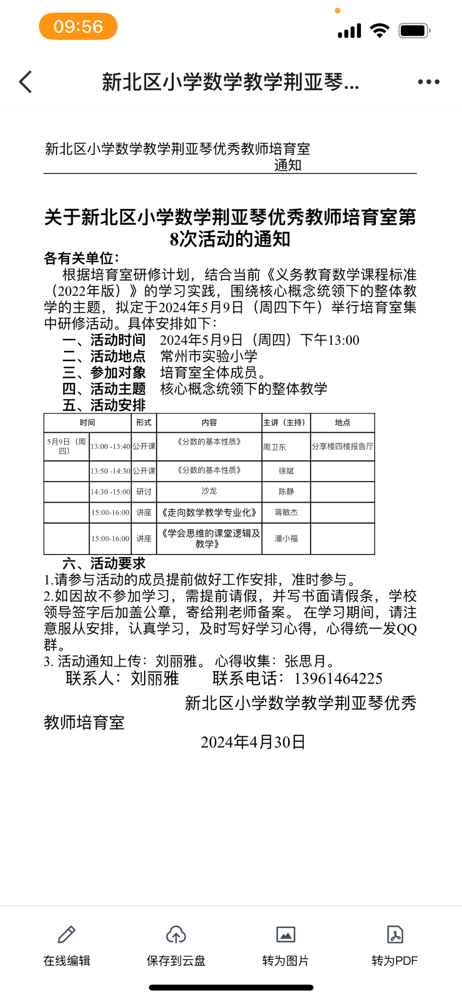 09:56
新北区小学数学教学荆亚琴...
新北区小学数学教学荆亚琴优秀教师培育室
通知
关于新北区小学数学荆亚琴优秀教师培育室第
8次活动的通知
各有关单位：
根据培育室研修计划，结合当前《义务教育数学课程标准
（2022年版）》的学习实践，围绕核心概念统领下的整体教
学的主题，拟定于2024年5月9日（周四下午）举行培育室集
中研修活动。具体安排如下：
一、活动时间 2024年5月9日（周四）下午13:00
二、活动地点 常州市实验小学
三、参加对象 培育室全体成员。
四、活动主题 核心概念统领下的整体教学
五、活动安排
时间 形式 内容 主讲（主持） 地点
5月9日（周
四） 13:00 -13:40 公开课 《分数的基本性质》 周卫东 分享楼四楼报告厅
13:50 -14:30 公开课 《分数的基本性质》 徐斌
14:30 -15:00 研讨 沙龙 陈静
15:00-16:00 讲座 《走向数学教学专业化》 蒋敏杰
15:00-16:00 讲座 《学会思维的课堂逻辑及
教学》 潘小福
六、活动要求
1.请参与活动的成员提前做好工作安排，准时参与。
2.如因故不参加学习，需提前请假，并写书面请假条，学校
领导签字后加盖公章，寄给荆老师备案。 在学习期间，请注
意服从安排，认真学习，及时写好学习心得，心得统一发QQ
群。
3. 活动通知上传：刘丽雅。 心得收集：张思月。
联系人：刘丽雅 联系电话：13961464225
新北区小学数学教学荆亚琴优秀
教师培育室
2024年4月30日
在线编辑 保存到云盘 转为图片 转为PDF